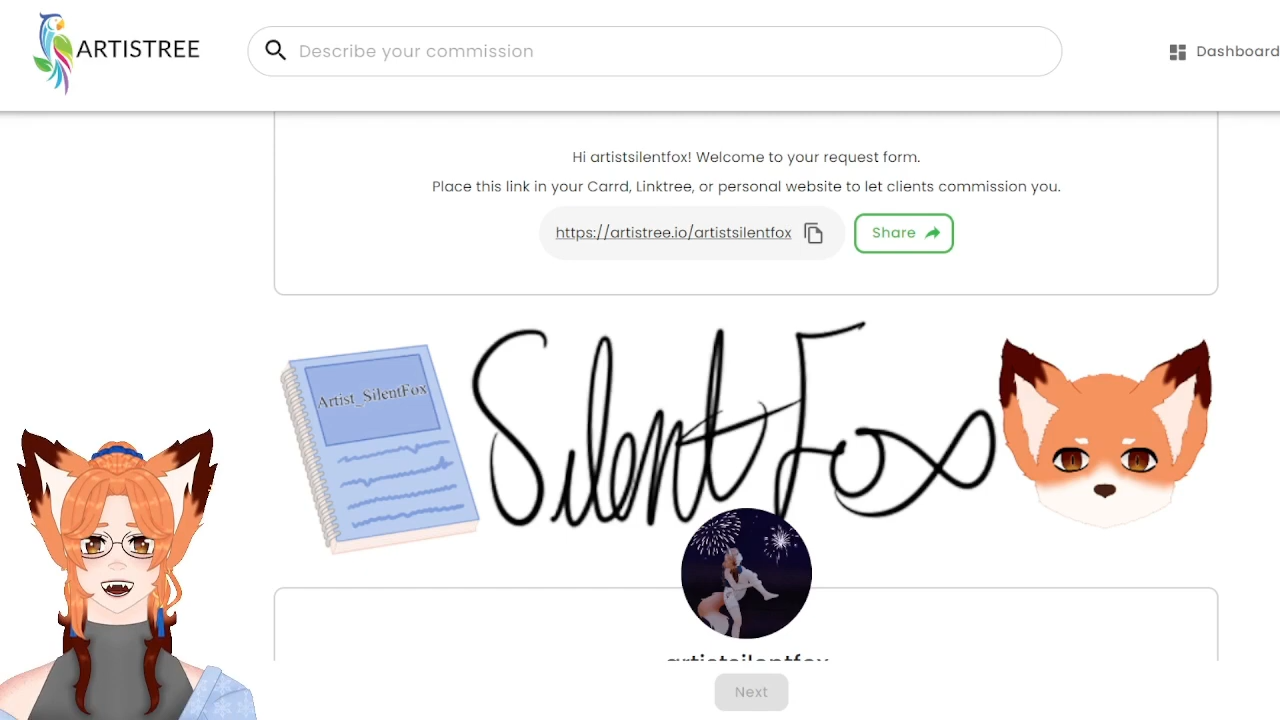 ARTISTREE
Describe your commission
Dashboard
Hi artistsilentfox! Welcome to your request form.
Place this link in your Carrd, Linktree, or personal website to let clients commission you.
https://artistree.io/artistsilentfox
Share
Artist_SilentFox
SilentFox
artistsilentfox
Next